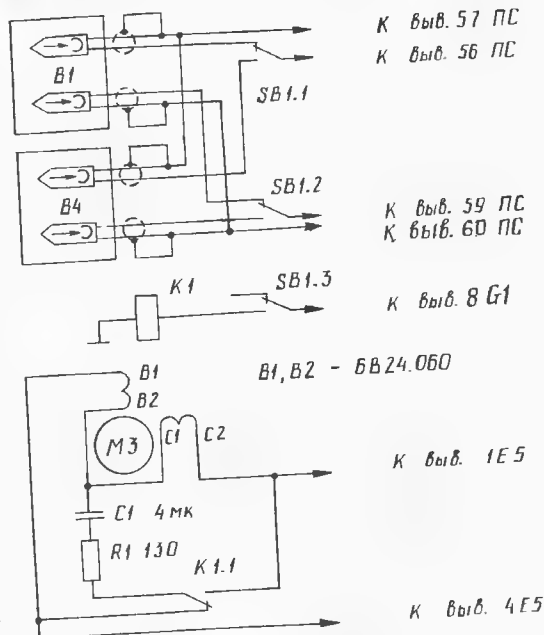 К выв. 57 ПС
К выв. 56 ПС
В1
SB1.1
SB1.2
В4
К выв. 59 ПС
К выв. 60 ПС
К1
SB1.3
К выв. 8 G1
В1
В1, В2 - БВ24.060
В2
М3
С1
С2
К выв. 1Е5
С1 4мк
R1 130
К1.1
К выв. 4Е5